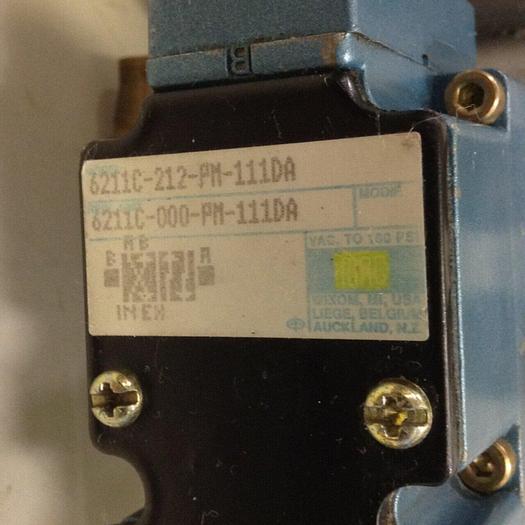 B
6211C-212-PM-111DA
6211C-000-PM-111DA
MODIF.
A B
B A
IN EX
VAC. TO 150 PSI
WIXOM, MI, USA
LIEGE, BELGIUM
AUCKLAND, N.Z.